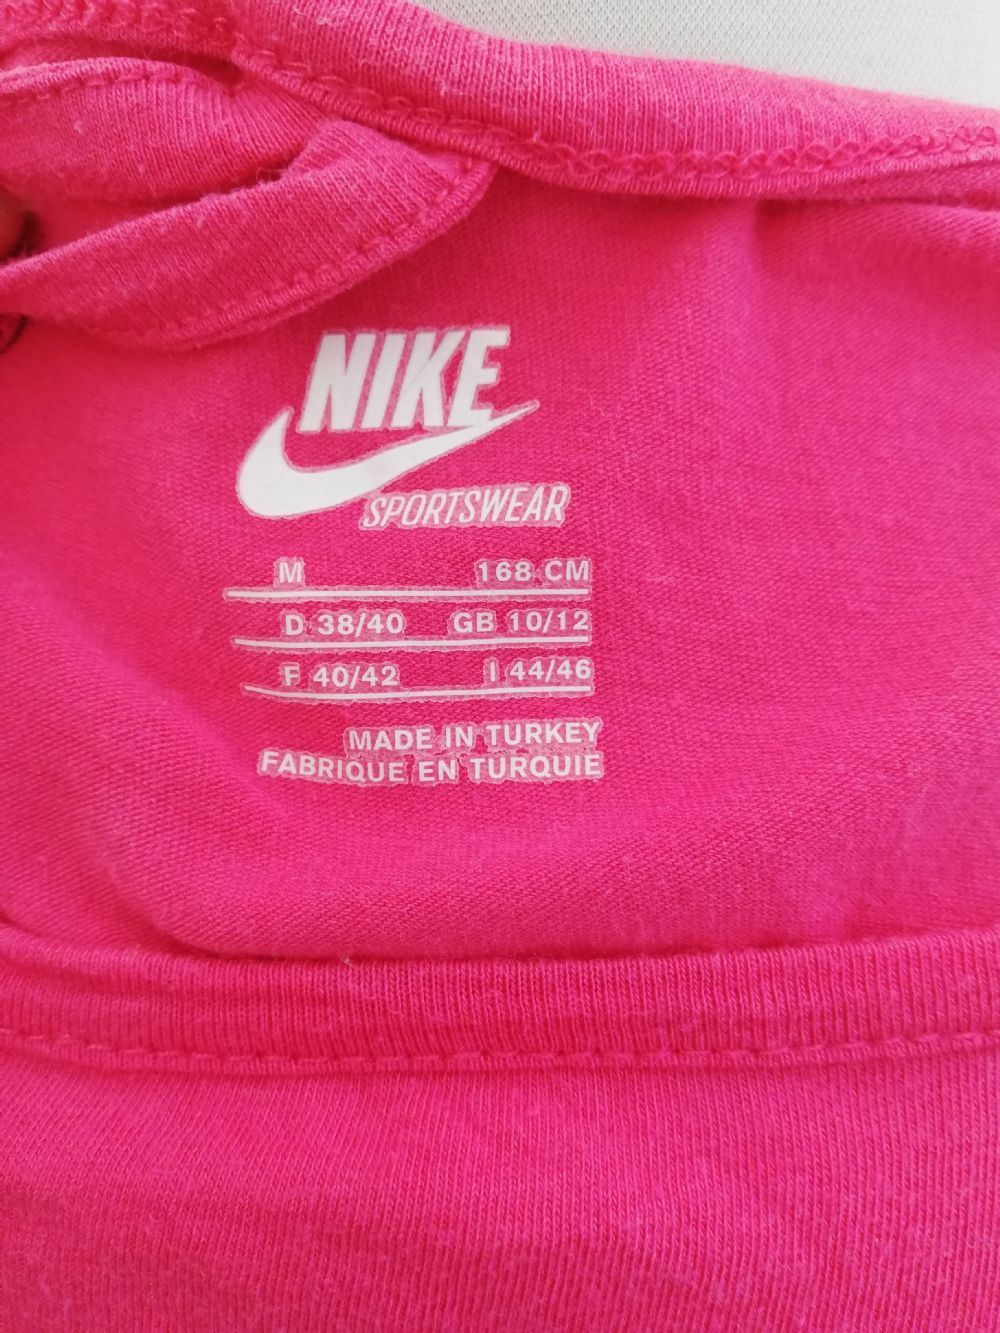 NIKE
SPORTSWEAR
M 168 CM
D 38/40 GB 10/12
F 40/42 I 44/46
MADE IN TURKEY
FABRIQUE EN TURQUIE